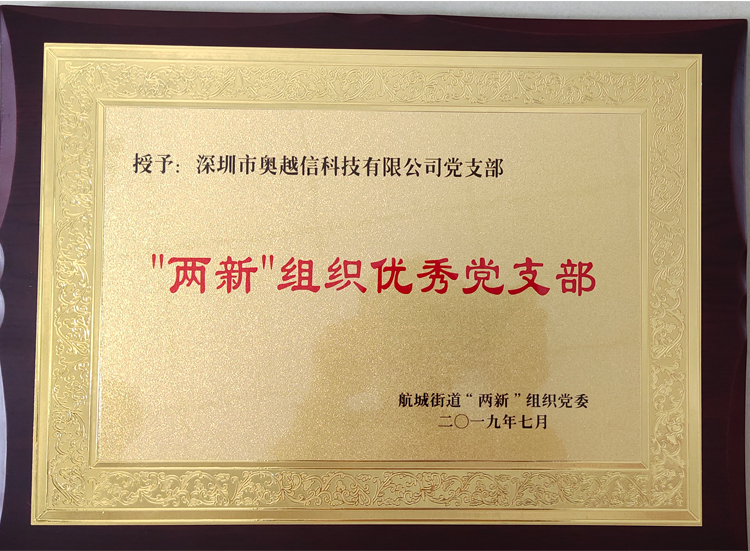 授予：深圳市奥越信科技有限公司党支部
"两新"组织优秀党支部
航城街道“两新”组织党委
二〇一九年七月